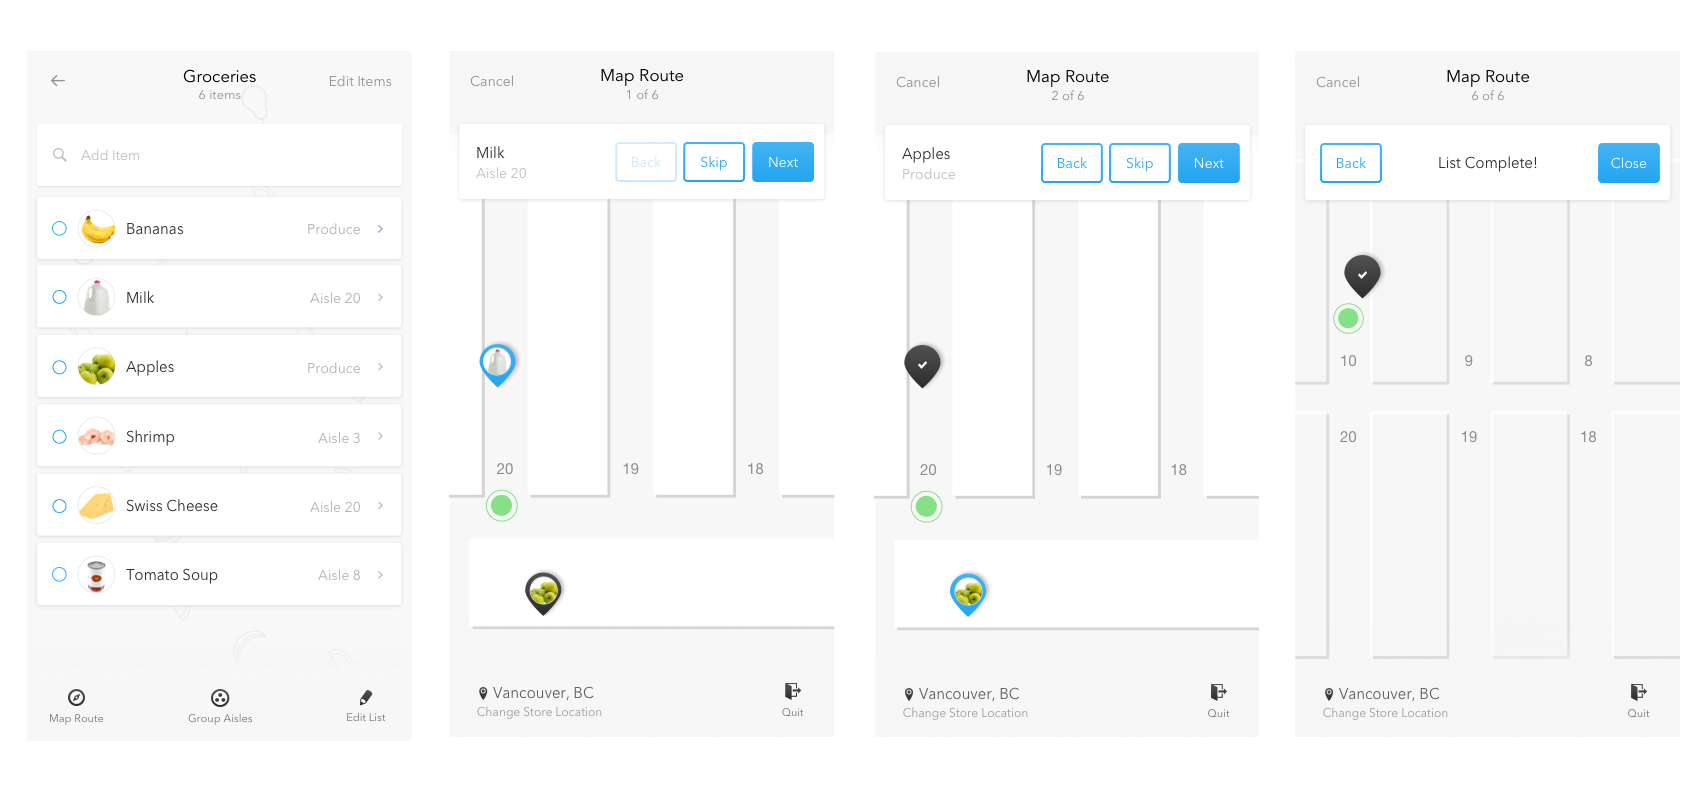 Groceries
6 items
Edit Items
Add Item
Bananas
Produce
Milk
Aisle 20
Apples
Produce
Shrimp
Aisle 3
Swiss Cheese
Aisle 20
Tomato Soup
Aisle 8
Map Route
Group Aisles
Edit List
Cancel
Map Route
1 of 6
Milk
Aisle 20
Back
Skip
Next
20
19
18
Vancouver, BC
Change Store Location
Quit
Cancel
Map Route
2 of 6
Apples
Produce
Back
Skip
Next
20
19
18
Vancouver, BC
Change Store Location
Quit
Cancel
Map Route
6 of 6
Back
List Complete!
Close
10
9
8
20
19
18
Vancouver, BC
Change Store Location
Quit